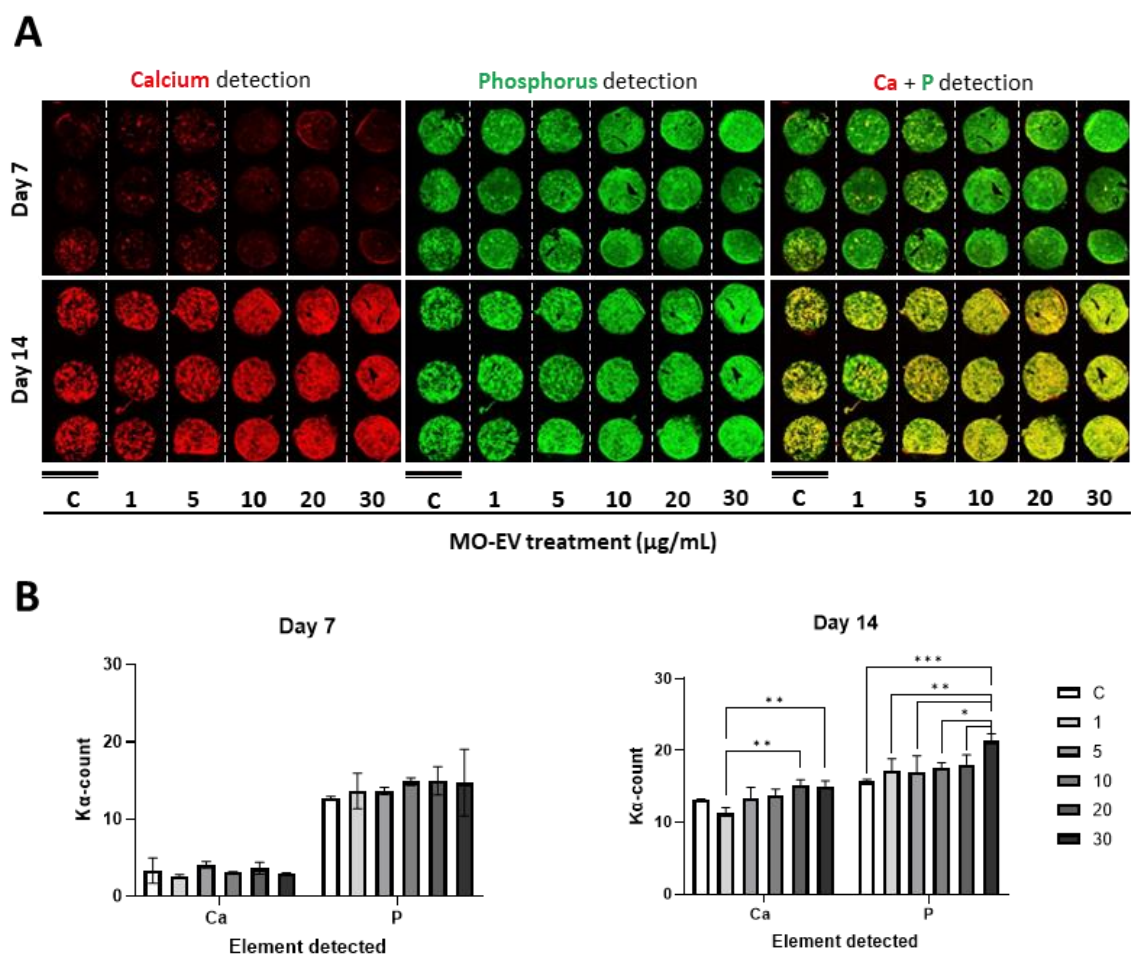 A
Calcium detection
Phosphorus detection
Ca + P detection
Day 7
Day 14
C 1 5 10 20 30 C 1 5 10 20 30 C 1 5 10 20 30
MO-EV treatment (µg/mL)
B
Day 7
30
20
10
0
Kα-count
Ca P
Element detected
Day 14
30
20
10
0
Kα-count
** ** *** ** *
Ca P
Element detected
C
1
5
10
20
30